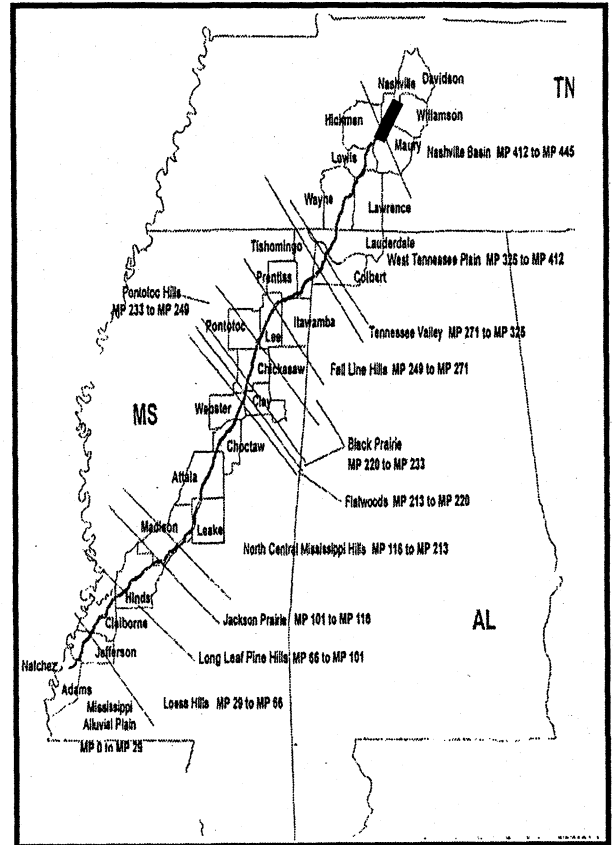 Nashville
Davidson
TN
Hickman
Williamson
Maury
Nashville Basin MP 412 to MP 445
Lewis
Wayne
Lawrence
Lauderdale
Tishomingo
West Tennessee Plain MP 325 to MP 412
Colbert
Prentiss
Pontotoc Hills
MP 233 to MP 249
Itawamba
Pontotoc
Lee
Tennessee Valley MP 271 to MP 325
Chickasaw
Fall Line Hills MP 249 to MP 271
MS
Webster
Clay
Choctaw
Black Prairie
MP 220 to MP 233
Attala
Flatwoods MP 213 to MP 220
Madison
Leake
North Central Mississippi Hills MP 116 to MP 213
Hinds
Jackson Prairie MP 101 to MP 116
AL
Claiborne
Jefferson
Long Leaf Pine Hills MP 66 to MP 101
Natchez
Adams
Loess Hills MP 29 to MP 66
Mississippi
Alluvial Plain
MP 0 to MP 29